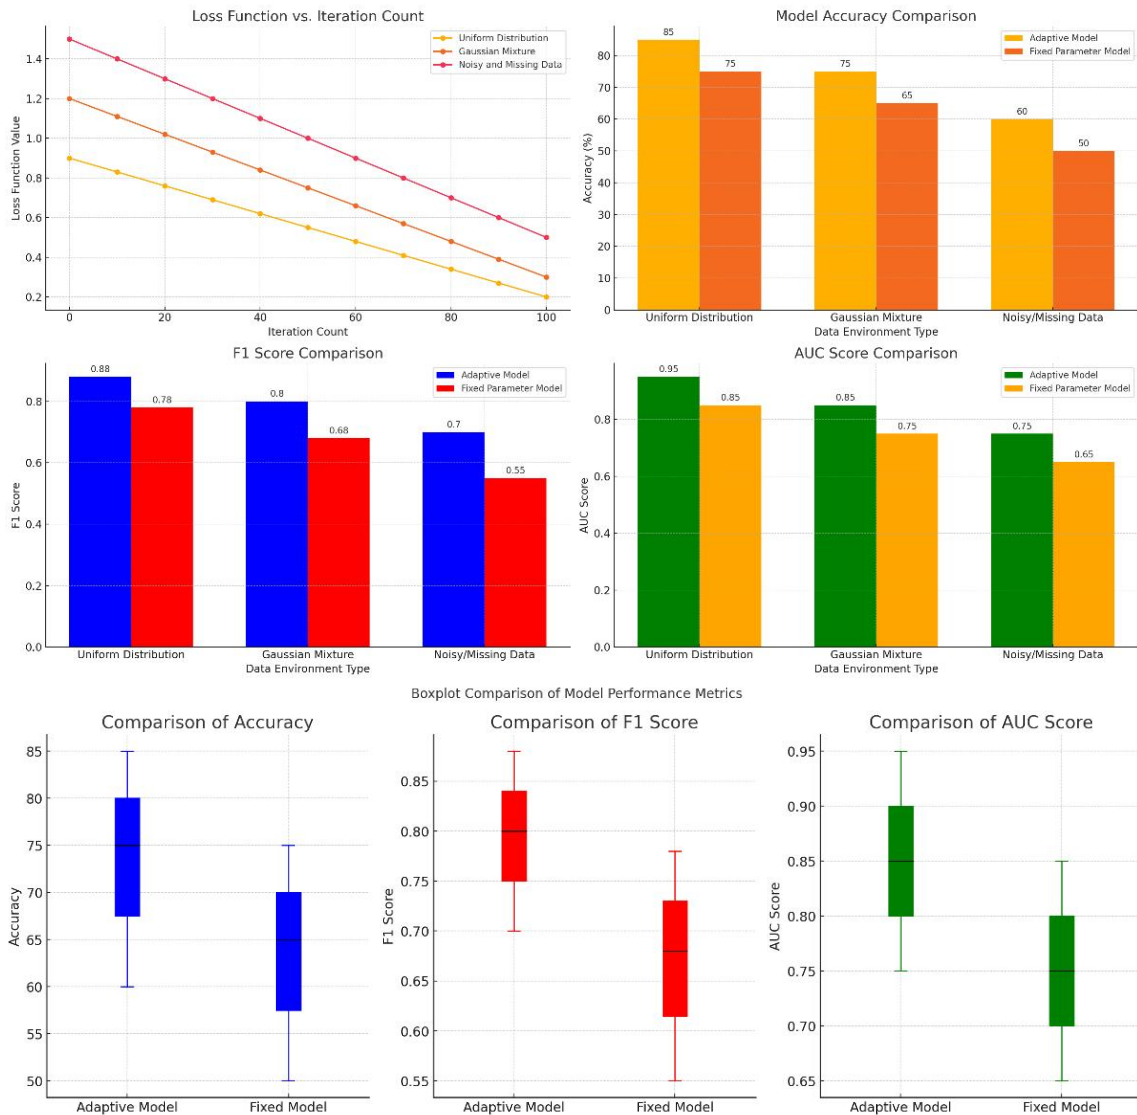 Loss Function vs. Iteration Count
Uniform Distribution
Gaussian Mixture
Noisy and Missing Data
1.4
1.2
1.0
0.8
0.6
0.4
0.2
Loss Function Value
0 20 40 60 80 100
Iteration Count
Model Accuracy Comparison
Adaptive Model
Fixed Parameter Model
85
75
75
65
60
50
80
70
60
50
40
30
20
10
0
Accuracy (%)
Uniform Distribution Gaussian Mixture Noisy/Missing Data
Data Environment Type
F1 Score Comparison
Adaptive Model
Fixed Parameter Model
0.88
0.78
0.8
0.68
0.7
0.55
0.8
0.6
0.4
0.2
0.0
F1 Score
Uniform Distribution Gaussian Mixture Noisy/Missing Data
Data Environment Type
AUC Score Comparison
Adaptive Model
Fixed Parameter Model
0.95
0.85
0.85
0.75
0.75
0.65
0.8
0.6
0.4
0.2
0.0
AUC Score
Uniform Distribution Gaussian Mixture Noisy/Missing Data
Data Environment Type
Boxplot Comparison of Model Performance Metrics
Comparison of Accuracy
85
80
75
70
65
60
55
50
Accuracy
Adaptive Model Fixed Model
Comparison of F1 Score
0.85
0.80
0.75
0.70
0.65
0.60
0.55
F1 Score
Adaptive Model Fixed Model
Comparison of AUC Score
0.95
0.90
0.85
0.80
0.75
0.70
0.65
AUC Score
Adaptive Model Fixed Model